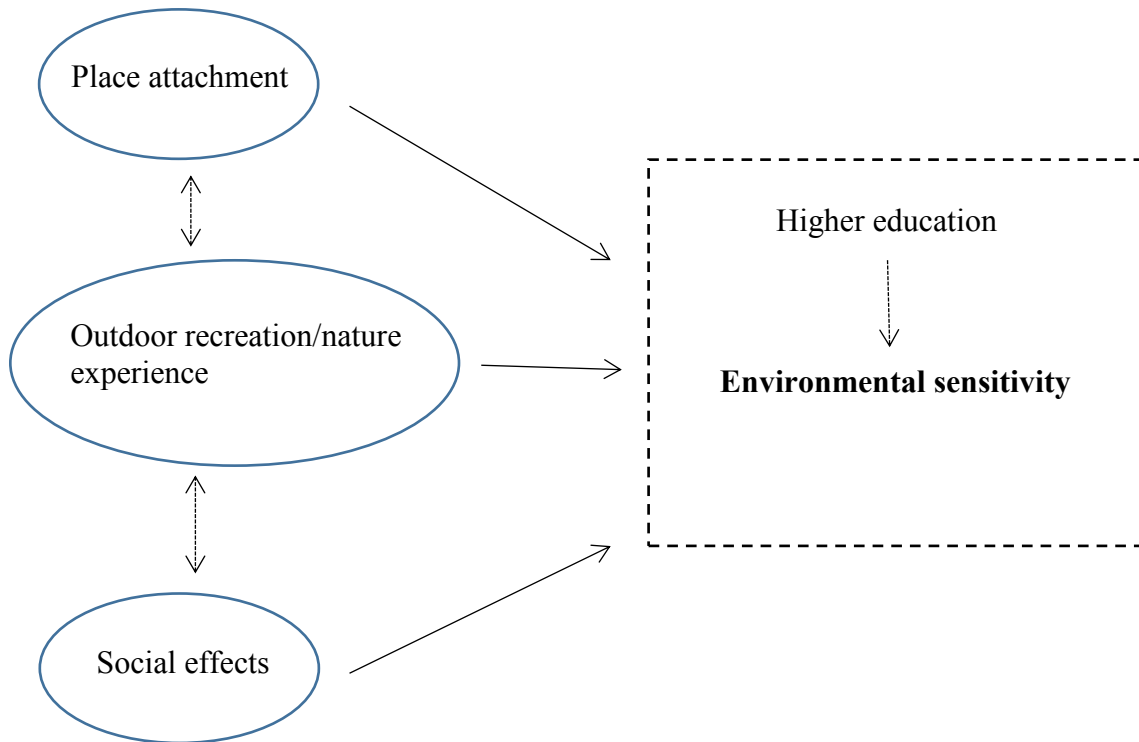 Place attachment
Higher education
Outdoor recreation/nature
experience
Environmental sensitivity
Social effects